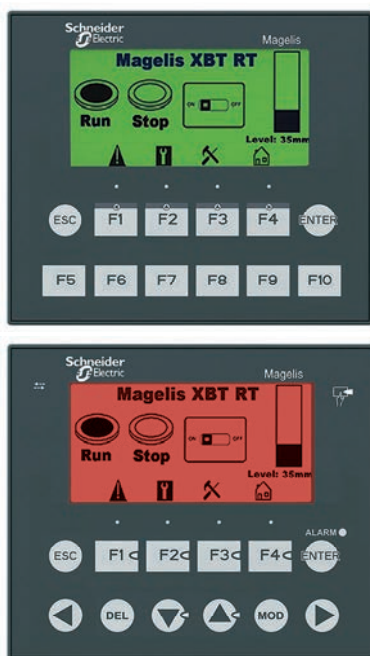 Schneider
Electric
Magelis
Magelis XBT RT
ON OFF
Run Stop
Level: 35mm
ESC F1 F2 F3 F4 ENTER
F5 F6 F7 F8 F9 F10
Schneider
Electric
Magelis
Magelis XBT RT
ON OFF
Run Stop
Level: 35mm
ALARM
ESC F1 F2 F3 F4 ENTER
DEL MOD